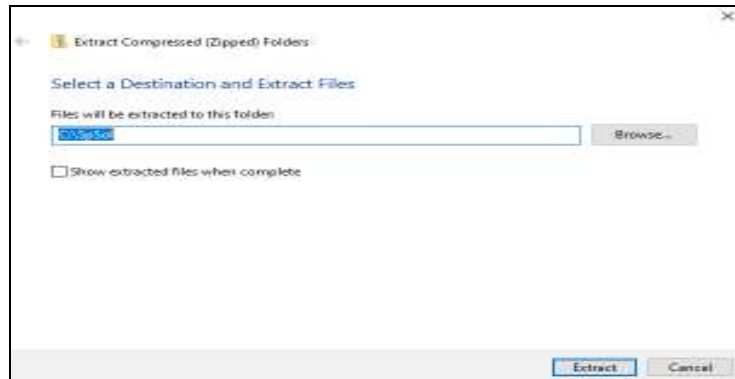 Extract Compressed (Zipped) Folders
Select a Destination and Extract Files
Files will be extracted to this folder:
C:\SpSol
Browse...
Show extracted files when complete
Extract
Cancel